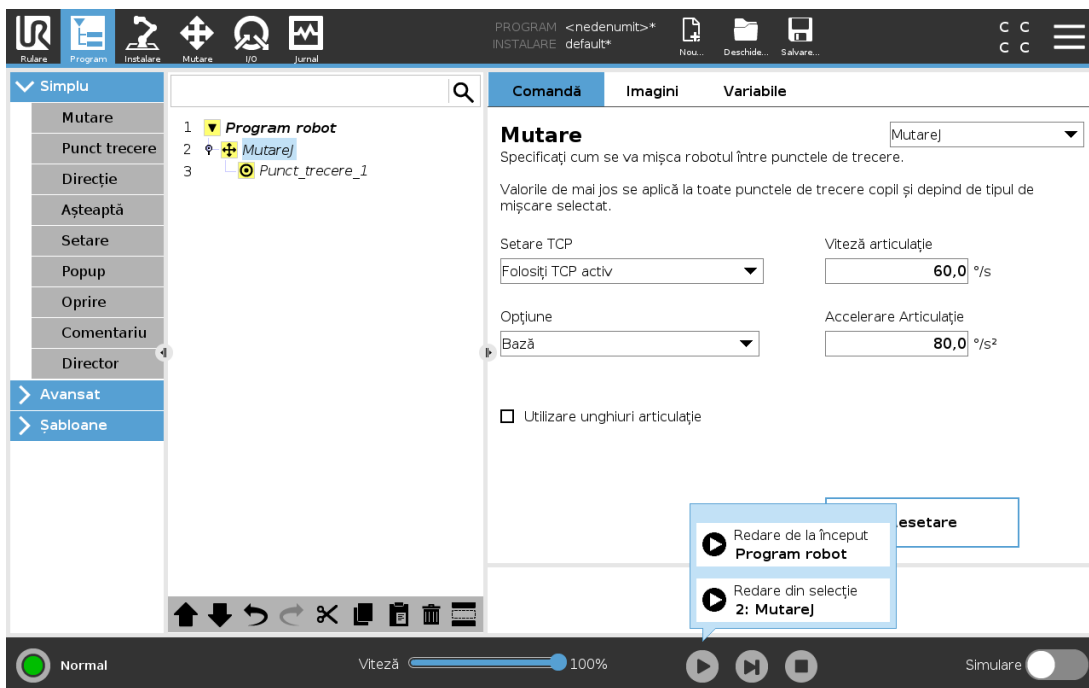 Rulare
Program
Instalare
Mutare
I/O
Jurnal
PROGRAM <nedenumit>*
INSTALARE default*
Nou...
Deschide...
Salvare...
C C
C C
Simplu
Mutare
Punct trecere
Direcție
Așteaptă
Setare
Popup
Oprire
Comentariu
Director
Avansat
Șabloane
1 Program robot
2 MutareJ
3 Punct_trecere_1
Comandă
Imagini
Variabile
Mutare
MutareJ
Specificați cum se va mișca robotul între punctele de trecere.
Valorile de mai jos se aplică la toate punctele de trecere copil și depind de tipul de
mișcare selectat.
Setare TCP
Viteză articulație
Folosiți TCP activ
60,0 °/s
Opțiune
Accelerare Articulație
Bază
80,0 °/s²
Utilizare unghiuri articulație
esetare
Redare de la început
Program robot
Redare din selecție
2: MutareJ
Normal
Viteză
100%
Simulare